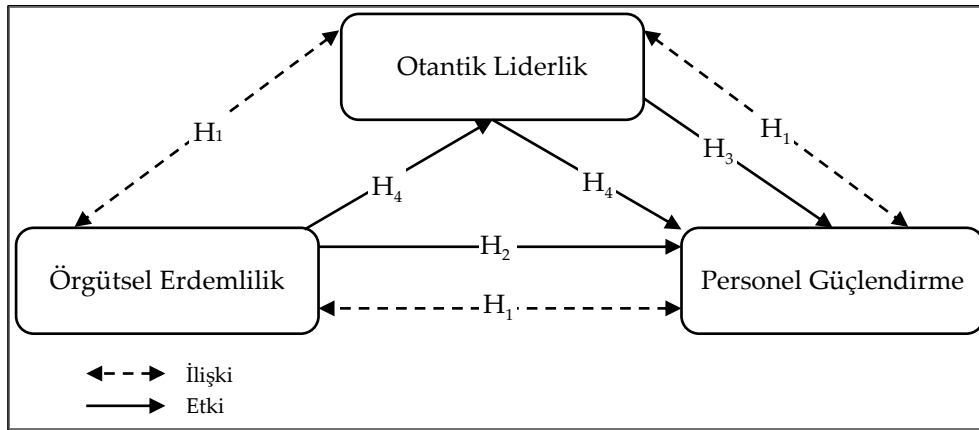 Otantik Liderlik
H₁
H₁
H₃
H₄
H₄
H₂
Örgütsel Erdemlilik
Personel Güçlendirme
H₁
İlişki
Etki